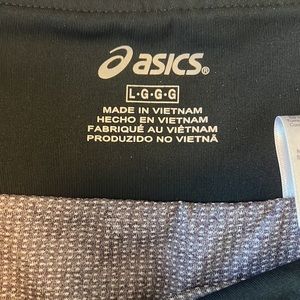 asics®
L·G·G·G
MADE IN VIETNAM
HECHO EN VIETNAM
FABRIQUÉ AU VIÊTNAM
PRODUZIDO NO VIETNÃ